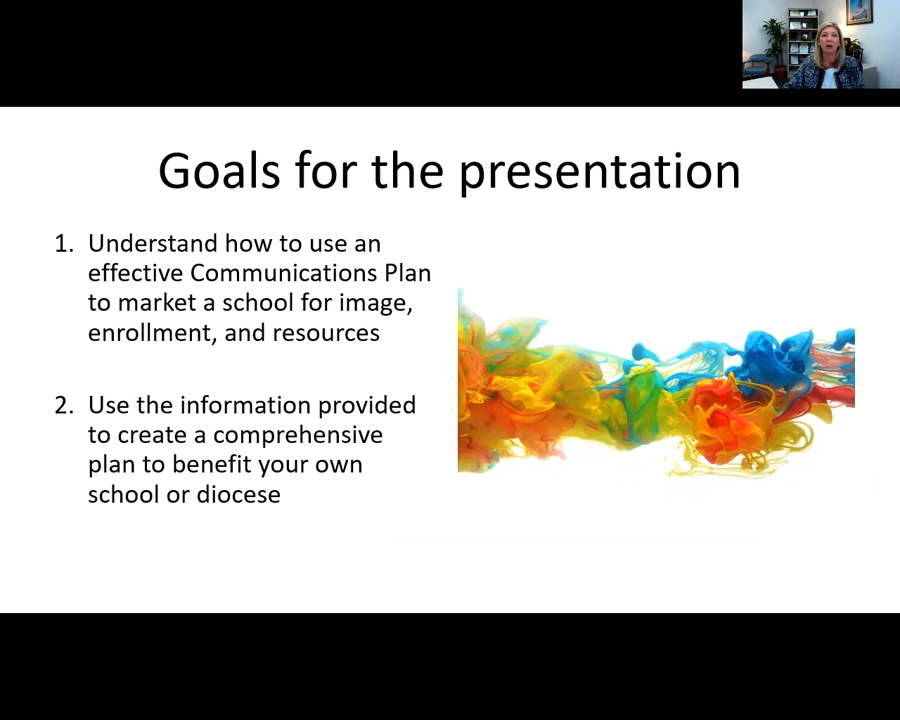 Goals for the presentation
1. Understand how to use an
effective Communications Plan
to market a school for image,
enrollment, and resources
2. Use the information provided
to create a comprehensive
plan to benefit your own
school or diocese